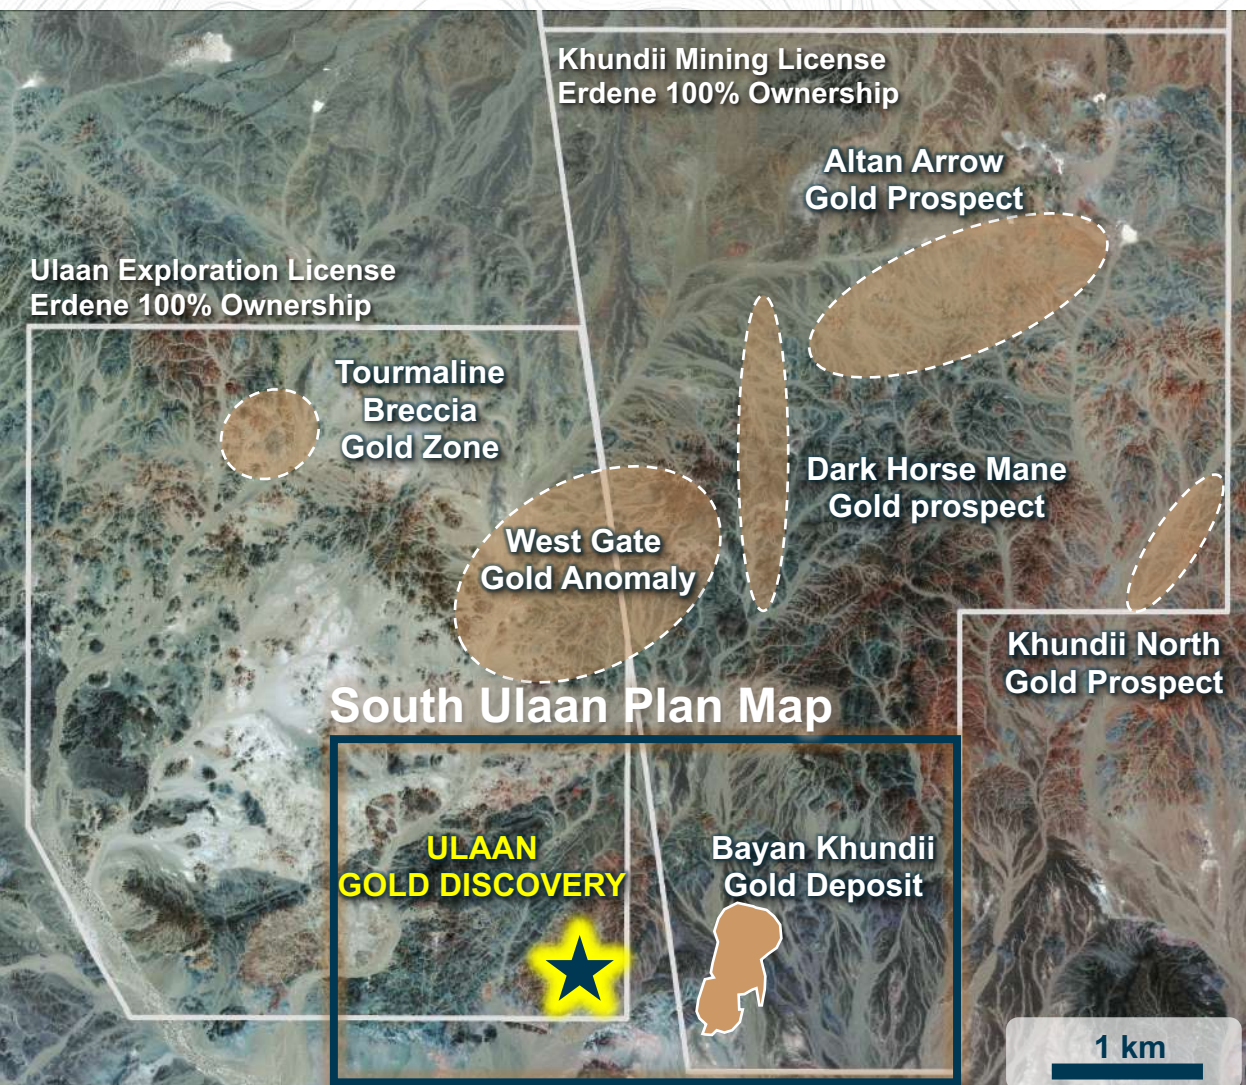 Khundii Mining License
Erdene 100% Ownership
Altan Arrow
Gold Prospect
Ulaan Exploration License
Erdene 100% Ownership
Tourmaline
Breccia
Gold Zone
Dark Horse Mane
Gold prospect
West Gate
Gold Anomaly
Khundii North
Gold Prospect
South Ulaan Plan Map
ULAAN
GOLD DISCOVERY
Bayan Khundii
Gold Deposit
1 km